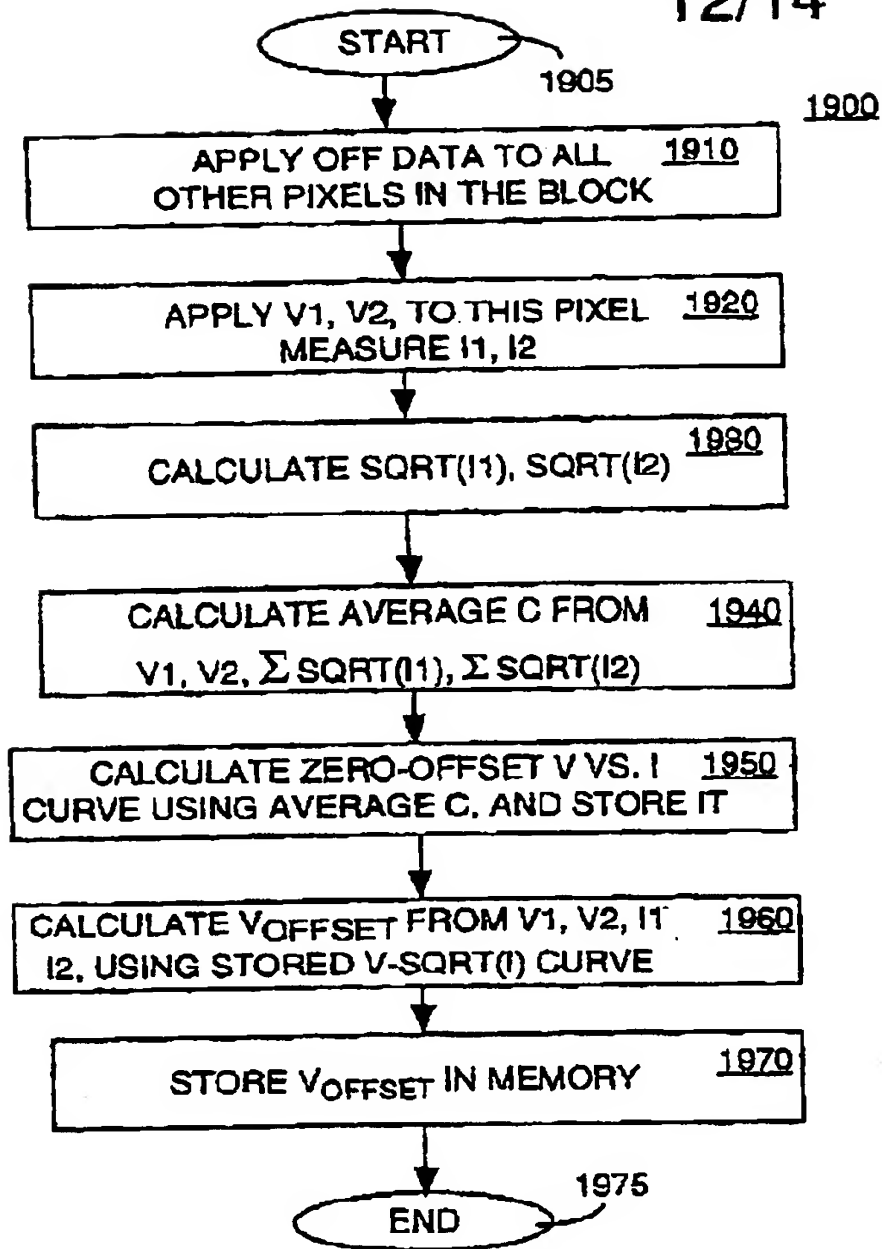 12/14
START
1905
1900
APPLY OFF DATA TO ALL 1910
OTHER PIXELS IN THE BLOCK
APPLY V1, V2, TO THIS PIXEL 1920
MEASURE I1, I2
1930
CALCULATE SQRT(I1), SQRT(I2)
CALCULATE AVERAGE C FROM 1940
V1, V2, Σ SQRT(I1), Σ SQRT(I2)
CALCULATE ZERO-OFFSET V VS. I 1950
CURVE USING AVERAGE C, AND STORE IT
CALCULATE VOFFSET FROM V1, V2, I1 1960
I2, USING STORED V-SQRT(I) CURVE
STORE VOFFSET IN MEMORY 1970
1975
END